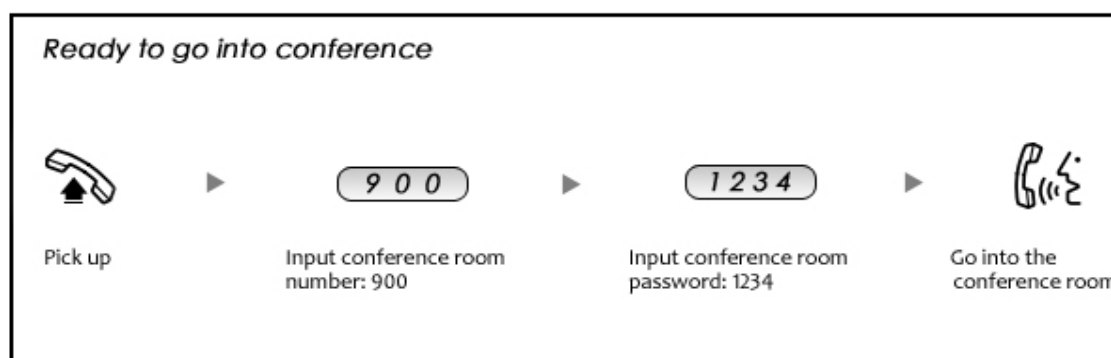 Ready to go into conference
9 0 0
1 2 3 4
Pick up
Input conference room
number: 900
Input conference room
password: 1234
Go into the
conference room